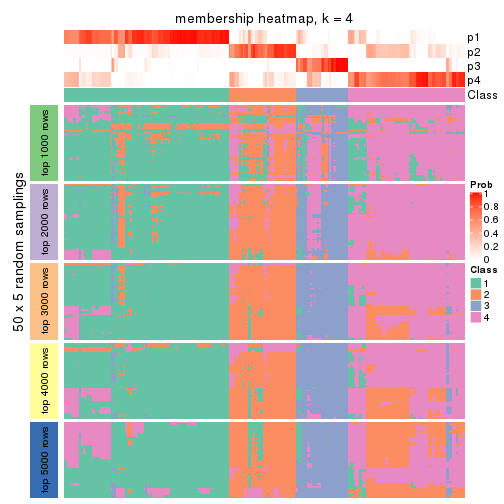 membership heatmap, k = 4
p1
p2
p3
p4
Class
50 x 5 random samplings
top 1000 rows
top 2000 rows
top 3000 rows
top 4000 rows
top 5000 rows
Prob
1
0.8
0.6
0.4
0.2
0
Class
1
2
3
4